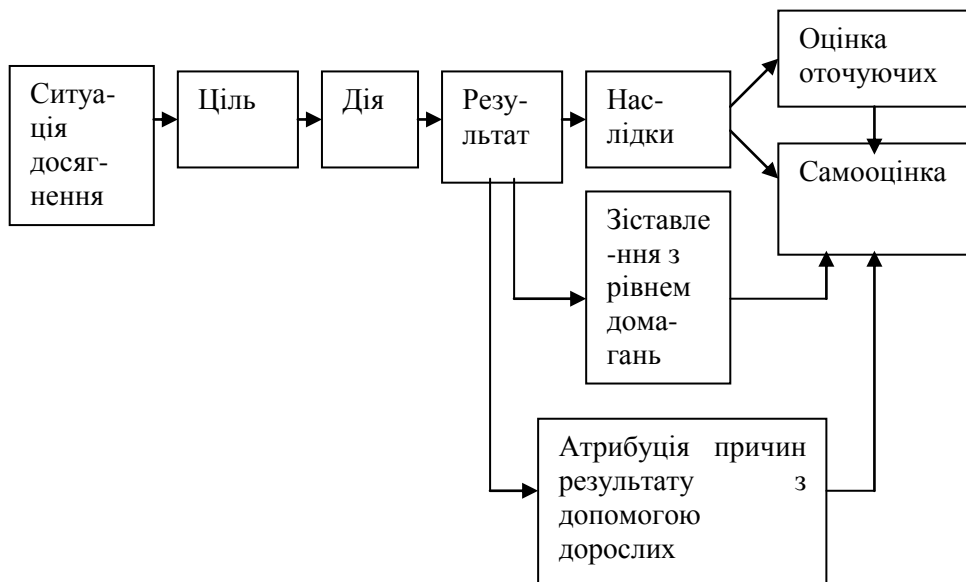 Ситуа-
ція
досяг-
нення
Ціль
Дія
Резу-
льтат
Нас-
лідки
Оцінка
оточуючих
Самооцінка
Зіставле
-ння з
рівнем
дома-
гань
Атрибуція причин
результату з
допомогою
дорослих